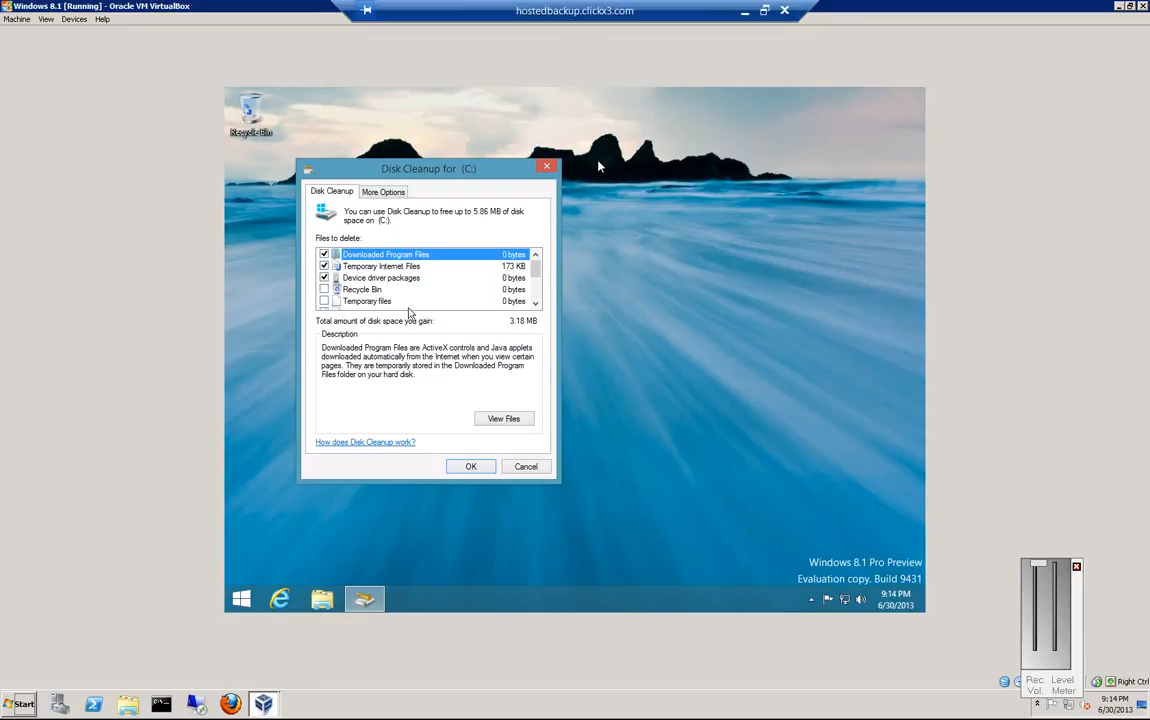 Windows 8.1 [Running] - Oracle VM VirtualBox
hostedbackup.clickx3.com
Machine View Devices Help
Recycle Bin
Disk Cleanup for (C:)
Disk Cleanup More Options
You can use Disk Cleanup to free up to 5.86 MB of disk
space on (C:).
Files to delete:
Downloaded Program Files 0 bytes
Temporary Internet Files 173 KB
Device driver packages 0 bytes
Recycle Bin 0 bytes
Temporary files 0 bytes
Total amount of disk space you gain: 3.18 MB
Description
Downloaded Program Files are ActiveX controls and Java applets
downloaded automatically from the Internet when you view certain
pages. They are temporarily stored in the Downloaded Program
Files folder on your hard disk.
View Files
How does Disk Cleanup work?
OK Cancel
Windows 8.1 Pro Preview
Evaluation copy. Build 9431
9:14 PM
6/30/2013
Rec. Level
Vol. Meter
Right Ctrl
Start
9:14 PM
6/30/2013